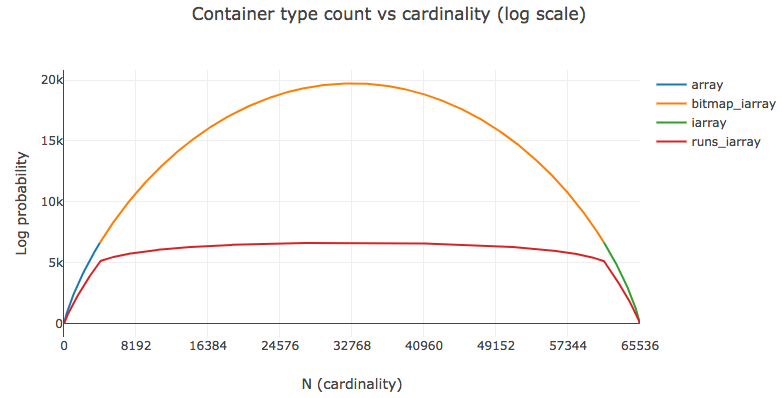 Container type count vs cardinality (log scale)
20k
15k
10k
5k
0
Log probability
0 8192 16384 24576 32768 40960 49152 57344 65536
N (cardinality)
array
bitmap_iarray
iarray
runs_iarray